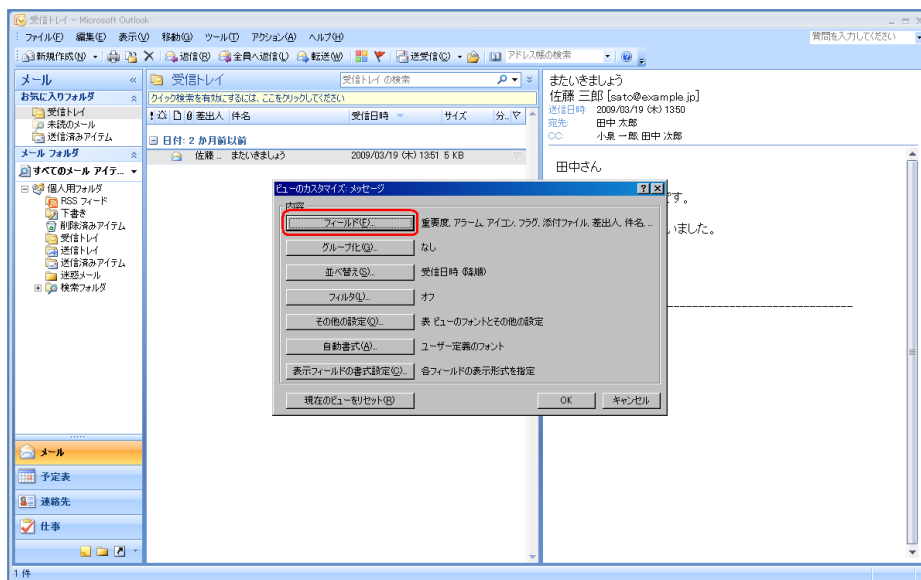 受信トレイ - Microsoft Outlook
ファイル(F) 編集(E) 表示(V) 移動(G) ツール(T) アクション(A) ヘルプ(H)
質問を入力してください
新規作成(N) 返信(R) 全員へ返信(L) 転送(W) 送受信(C) アドレス帳の検索
メール «
お気に入りフォルダ
受信トレイ
未読のメール
送信済みアイテム
メール フォルダ
すべてのメール アイテ...
個人用フォルダ
RSS フィード
下書き
削除済みアイテム
受信トレイ
送信トレイ
送信済みアイテム
迷惑メール
検索フォルダ
メール
予定表
連絡先
仕事
1 件
受信トレイ 受信トレイ の検索
クイック検索を有効にするには、ここをクリックしてください
差出人 件名 受信日時 サイズ 分...
日付: 2 か月前以前
佐藤 ... またいきましょう 2009/03/19 (木) 13:51 5 KB
またいきましょう
佐藤 三郎 [sato@example.jp]
送信日時: 2009/03/19 (木) 13:50
宛先: 田中 太郎
CC: 小泉 一郎; 田中 次郎
田中さん
す。
いました。
ビューのカスタマイズ: メッセージ
内容
フィールド(F)... 重要度, アラーム, アイコン, フラグ, 添付ファイル, 差出人, 件名, ...
グループ化(G)... なし
並べ替え(S)... 受信日時 (降順)
フィルタ(L)... オフ
その他の設定(O)... 表 ビューのフォントとその他の設定
自動書式(A)... ユーザー定義のフォント
表示フィールドの書式設定(C)... 各フィールドの表示形式を指定
現在のビューをリセット(R) OK キャンセル